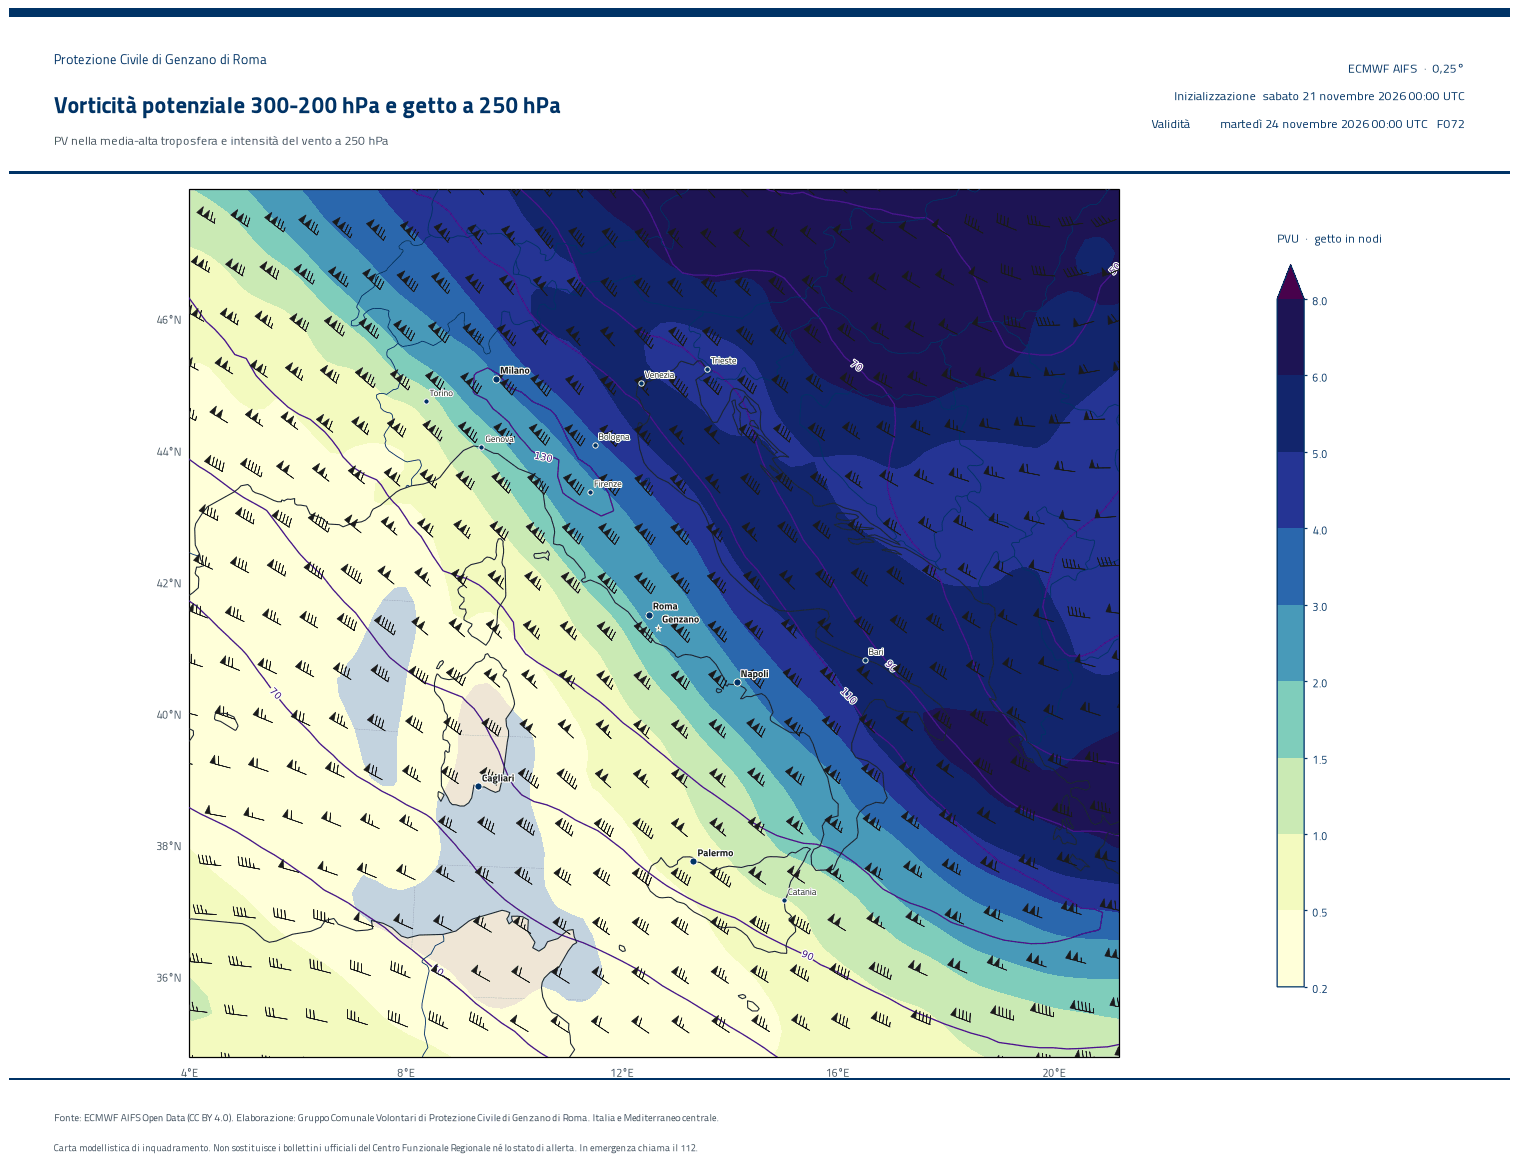 Protezione Civile di Genzano di Roma
Vorticità potenziale 300-200 hPa e getto a 250 hPa
PV nella media-alta troposfera e intensità del vento a 250 hPa
ECMWF AIFS · 0,25°
Inizializzazione sabato 21 novembre 2026 00:00 UTC
Validità martedì 24 novembre 2026 00:00 UTC F072
PVU · getto in nodi
8.0
6.0
5.0
4.0
3.0
2.0
1.5
1.0
0.5
0.2
46°N
44°N
42°N
40°N
38°N
36°N
4°E
8°E
12°E
16°E
20°E
50
Trieste
70
Milano
Venezia
Torino
Genova
Bologna
130
Firenze
Roma
Genzano
Bari
90
Napoli
70
110
Cagliari
Palermo
Catania
90
Fonte: ECMWF AIFS Open Data (CC BY 4.0). Elaborazione: Gruppo Comunale Volontari di Protezione Civile di Genzano di Roma. Italia e Mediterraneo centrale.
Carta modellistica di inquadramento. Non sostituisce i bollettini ufficiali del Centro Funzionale Regionale né lo stato di allerta. In emergenza chiama il 112.